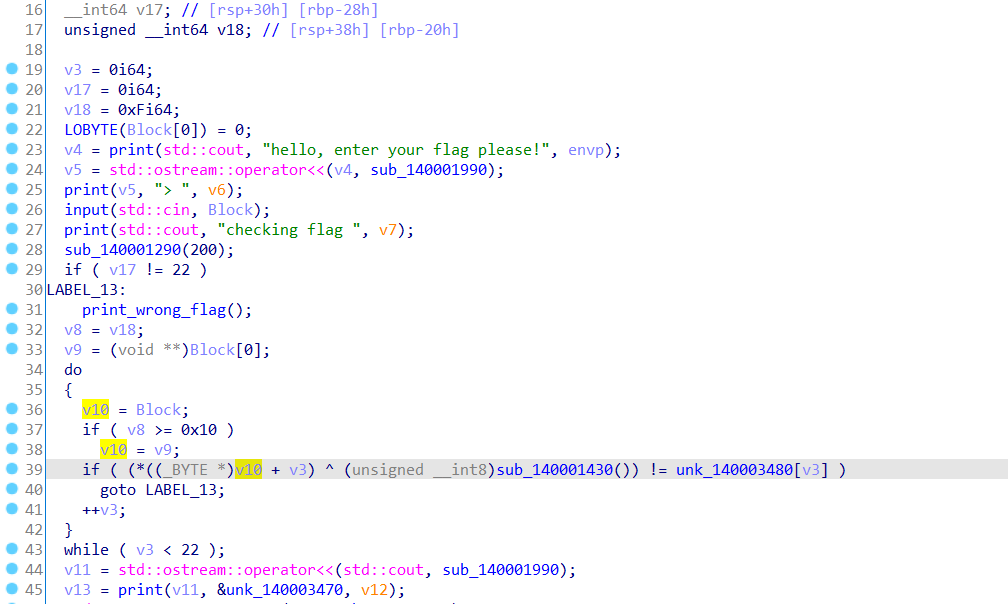 16 __int64 v17; // [rsp+30h] [rbp-28h]
17 unsigned __int64 v18; // [rsp+38h] [rbp-20h]
18
19 v3 = 0i64;
20 v17 = 0i64;
21 v18 = 0xFi64;
22 LOBYTE(Block[0]) = 0;
23 v4 = print(std::cout, "hello, enter your flag please!", envp);
24 v5 = std::ostream::operator<<(v4, sub_140001990);
25 print(v5, "> ", v6);
26 input(std::cin, Block);
27 print(std::cout, "checking flag ", v7);
28 sub_140001290(200);
29 if ( v17 != 22 )
30 LABEL_13:
31 print_wrong_flag();
32 v8 = v18;
33 v9 = (void **)Block[0];
34 do
35 {
36 v10 = Block;
37 if ( v8 >= 0x10 )
38 v10 = v9;
39 if ( (*((_BYTE *)v10 + v3) ^ (unsigned __int8)sub_140001430()) != unk_140003480[v3] )
40 goto LABEL_13;
41 ++v3;
42 }
43 while ( v3 < 22 );
44 v11 = std::ostream::operator<<(std::cout, sub_140001990);
45 v13 = print(v11, &unk_140003470, v12);